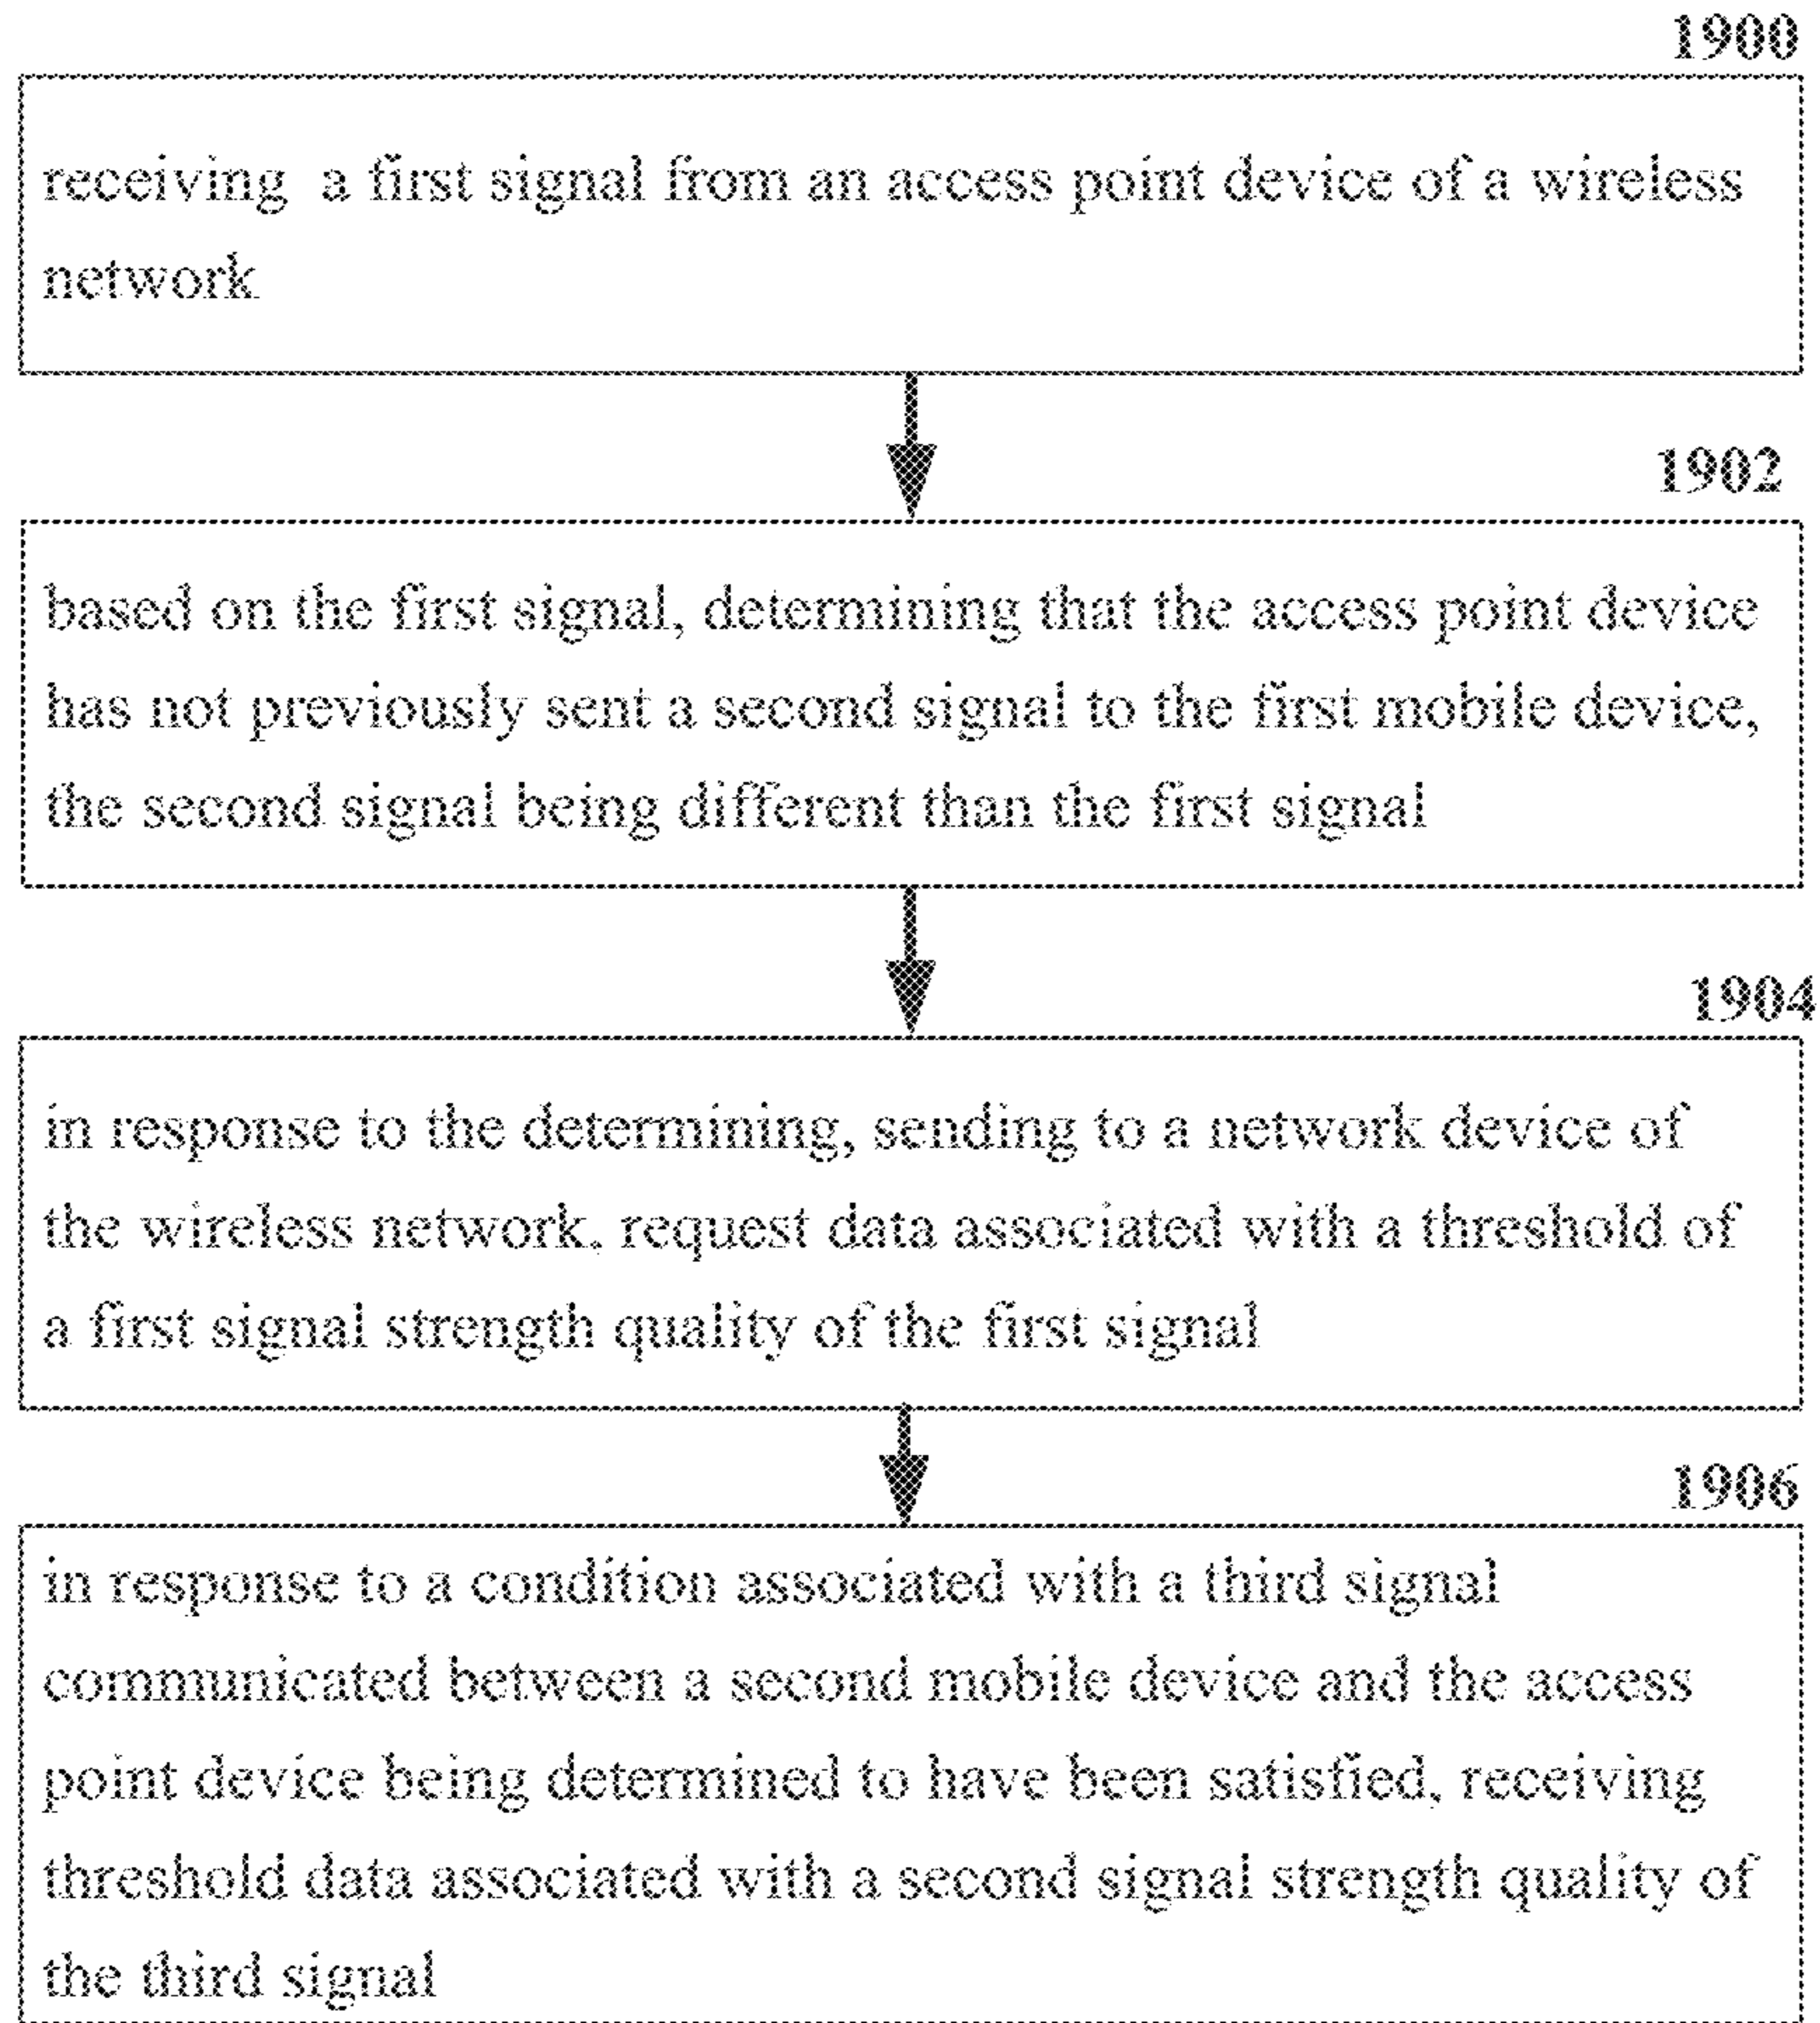 1900
receiving a first signal from an access point device of a wireless
network
1902
based on the first signal, determining that the access point device
has not previously sent a second signal to the first mobile device,
the second signal being different than the first signal
1904
in response to the determining, sending to a network device of
the wireless network, request data associated with a threshold of
a first signal strength quality of the first signal
1906
in response to a condition associated with a third signal
communicated between a second mobile device and the access
point device being determined to have been satisfied, receiving
threshold data associated with a second signal strength quality of
the third signal